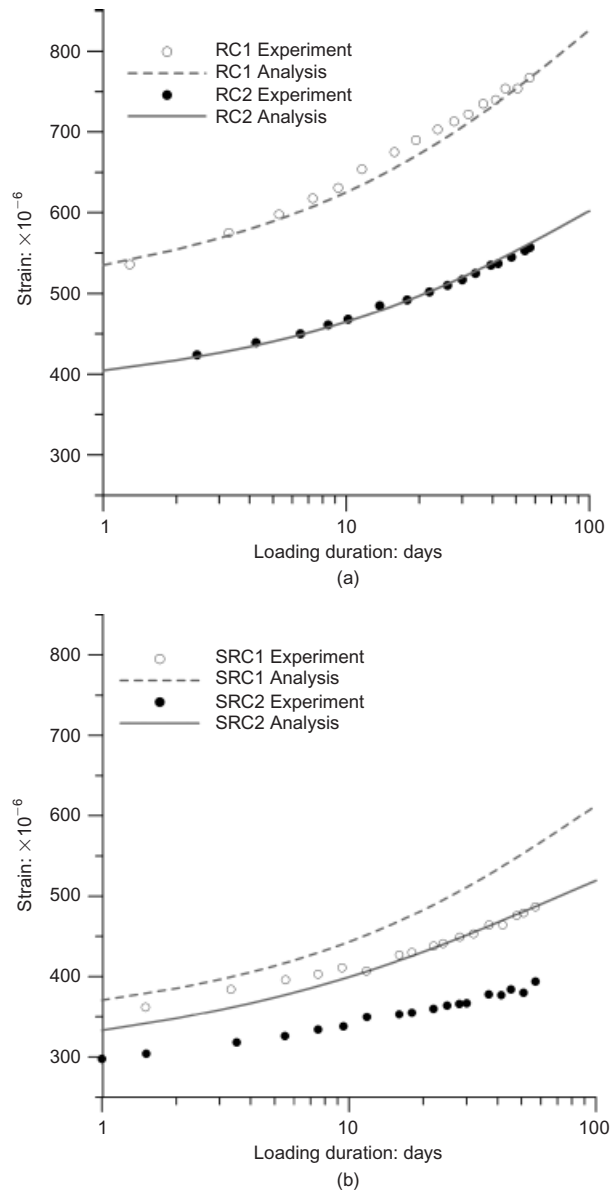 800
700
600
500
400
300
Strain: ×10⁻⁶
RC1 Experiment
RC1 Analysis
RC2 Experiment
RC2 Analysis
1
10
100
Loading duration: days
(a)
800
700
600
500
400
300
Strain: ×10⁻⁶
SRC1 Experiment
SRC1 Analysis
SRC2 Experiment
SRC2 Analysis
1
10
100
Loading duration: days
(b)